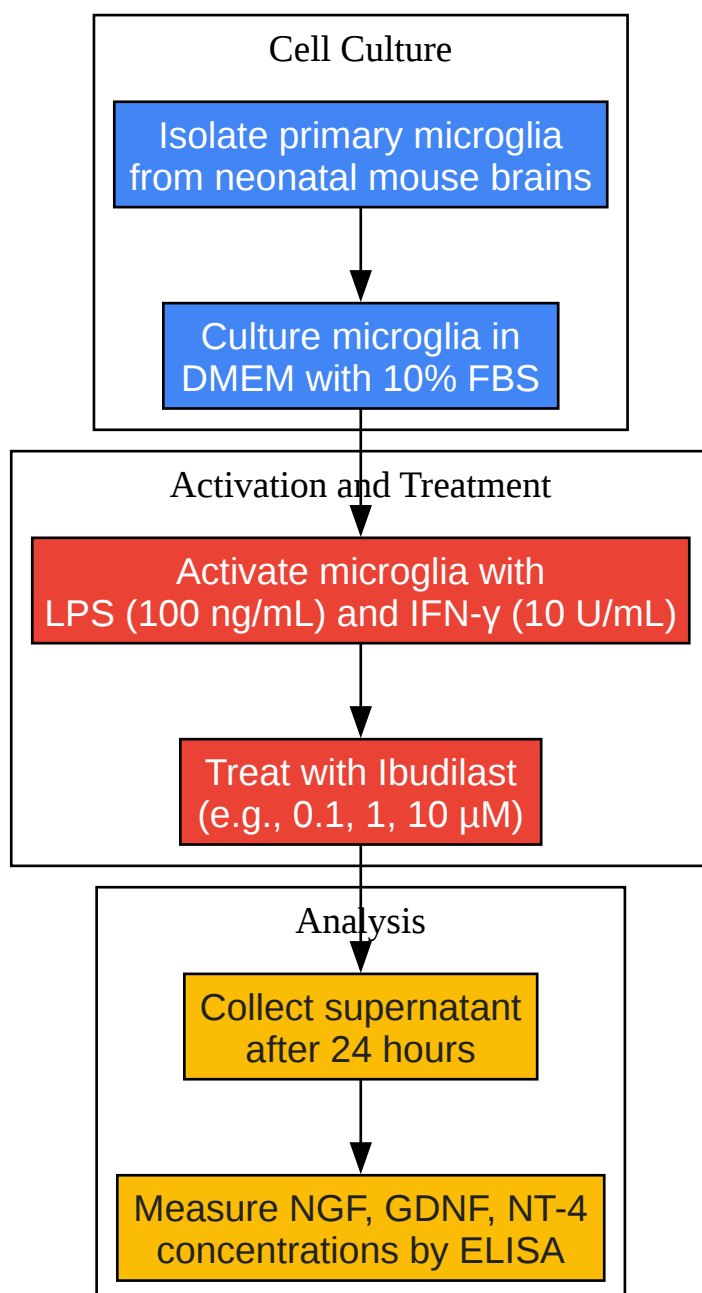 Cell Culture
Isolate primary microglia
from neonatal mouse brains
Culture microglia in
DMEM with 10% FBS
Activation and Treatment
Activate microglia with
LPS (100 ng/mL) and IFN-γ (10 U/mL)
Treat with Ibudilast
(e.g., 0.1, 1, 10 µM)
Analysis
Collect supernatant
after 24 hours
Measure NGF, GDNF, NT-4
concentrations by ELISA